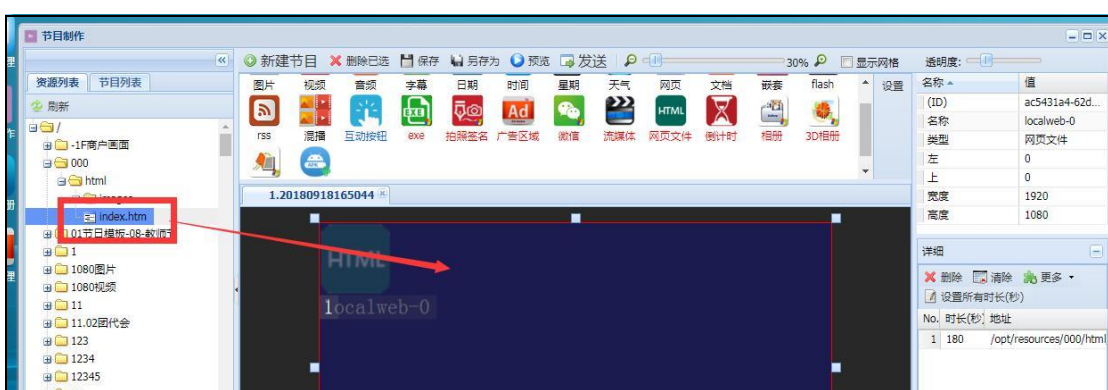 节目制作
新建节目 删除已选 保存 另存为 预览 发送 30% 显示网格 透明度:
资源列表 节目列表
刷新
/
-1F商户画面
000
html
images
index.htm
01节日模板-08-教师节
1
1080图片
1080视频
11
11.02团代会
123
1234
12345
图片 视频 音频 字幕 日期 时间 星期 天气 网页 文档 嵌套 flash 设置
EXE Ad HTML
rss 混播 互动按钮 exe 拍照签名 广告区域 微信 流媒体 网页文件 倒计时 相册 3D相册
1.20180918165044
HTML
localweb-0
名称 值
(ID) ac5431a4-62d...
名称 localweb-0
类型 网页文件
左 0
上 0
宽度 1920
高度 1080
详细
删除 清除 更多
设置所有时长(秒)
No. 时长(秒) 地址
1 180 /opt/resources/000/html